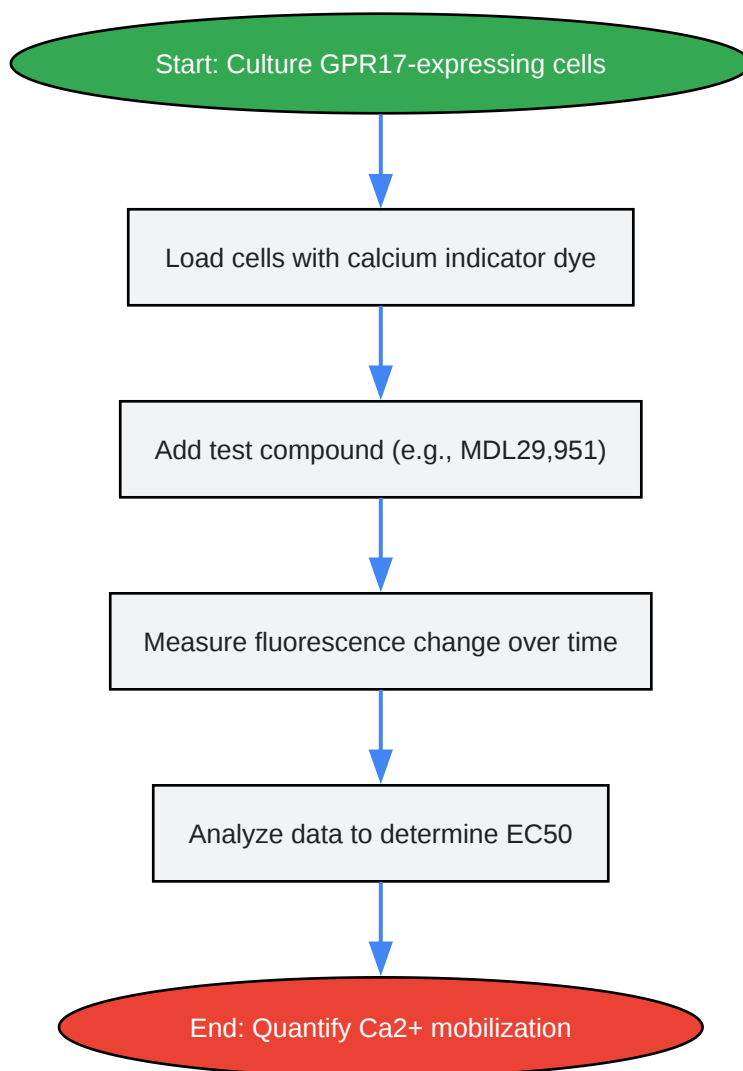 Start: Culture GPR17-expressing cells
Load cells with calcium indicator dye
Add test compound (e.g., MDL29,951)
Measure fluorescence change over time
Analyze data to determine EC50
End: Quantify Ca2+ mobilization